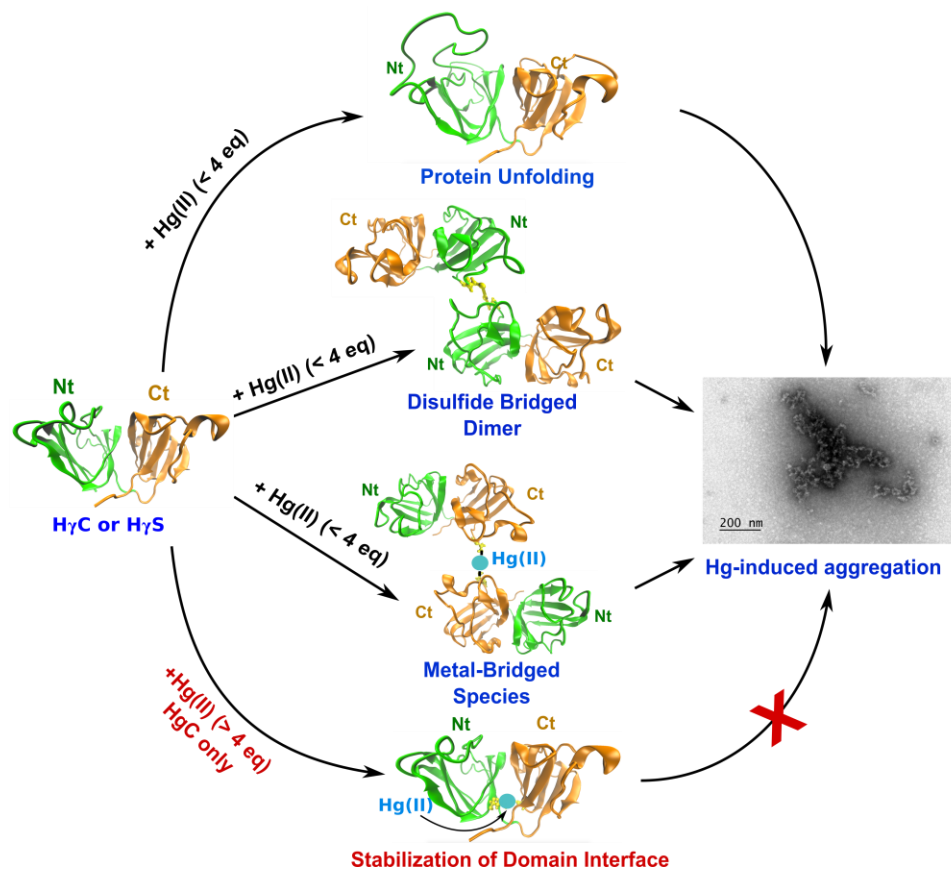 Nt
Ct
Protein Unfolding
+ Hg(II) (< 4 eq)
Ct
Nt
Nt
Ct
+ Hg(II) (< 4 eq)
Disulfide Bridged
Dimer
Nt
Ct
HγC or HγS
200 nm
Hg-induced aggregation
+ Hg(II) (< 4 eq)
Nt
Ct
Hg(II)
Ct
Nt
Metal-Bridged
Species
+Hg(II) (> 4 eq)
HgC only
Nt
Ct
Hg(II)
Stabilization of Domain Interface